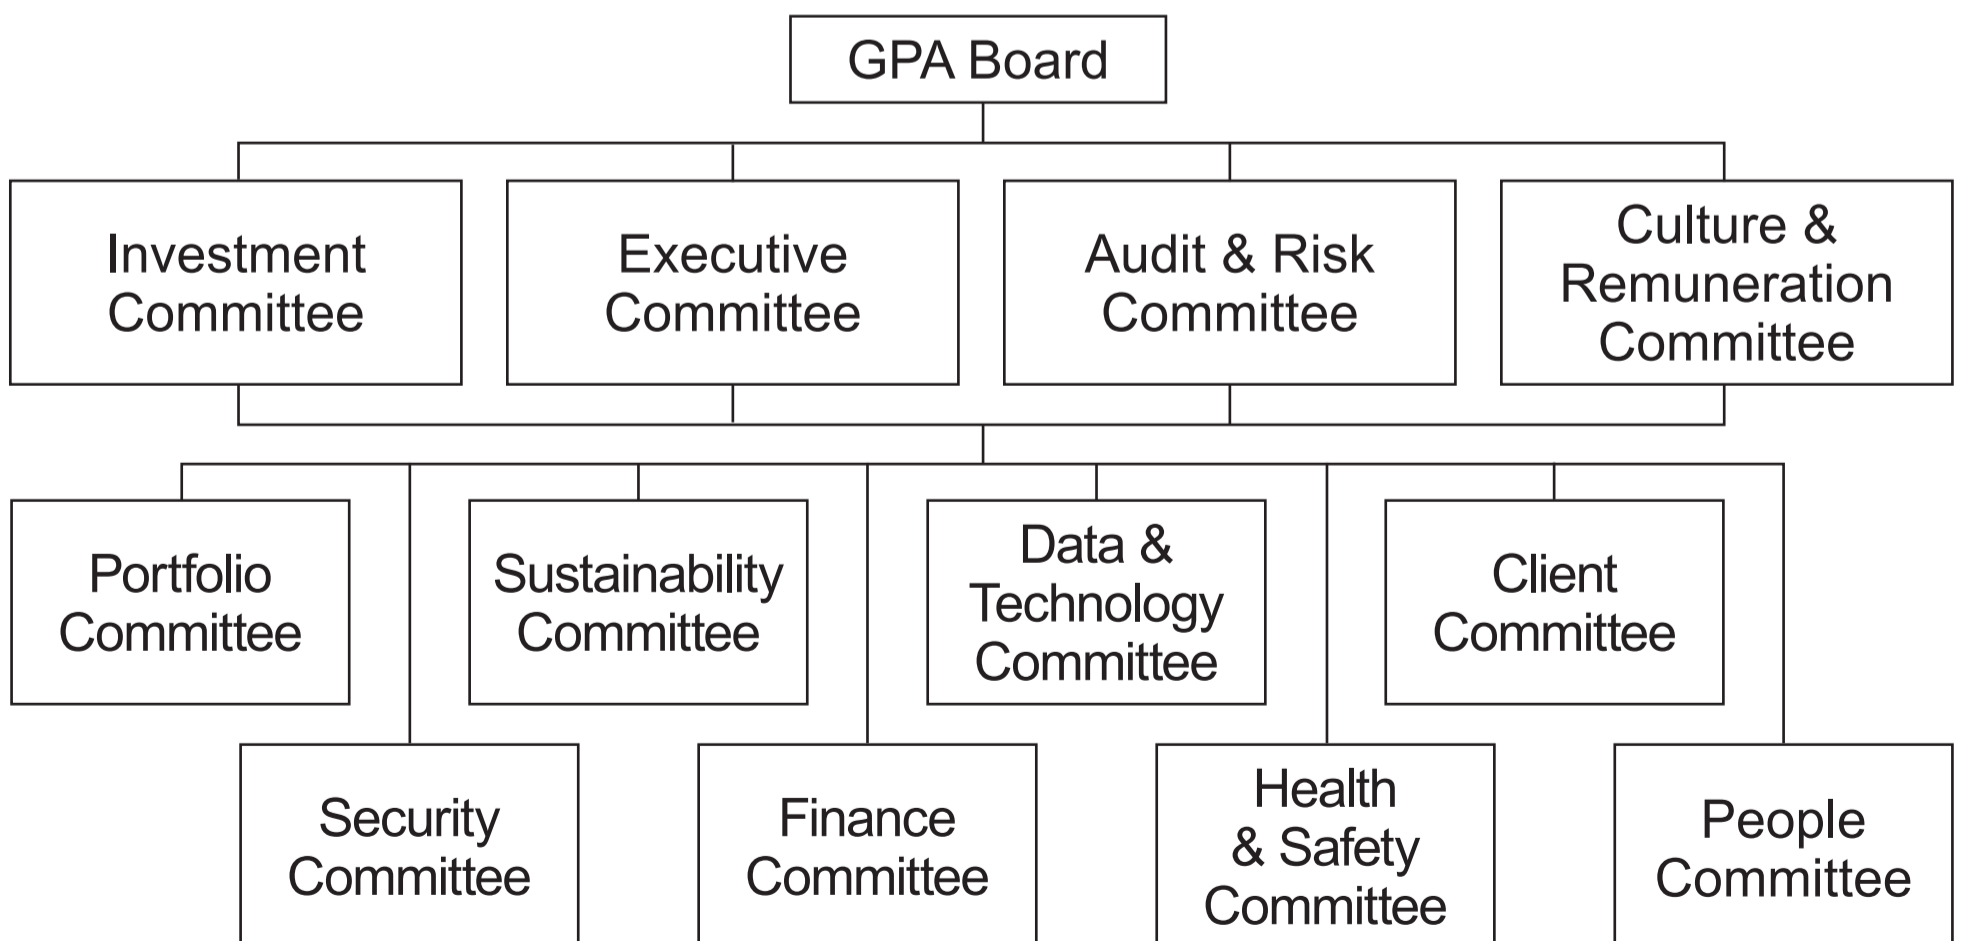 GPA Board
Investment
Committee
Executive
Committee
Audit & Risk
Committee
Culture &
Remuneration
Committee
Portfolio
Committee
Sustainability
Committee
Data &
Technology
Committee
Client
Committee
Security
Committee
Finance
Committee
Health
& Safety
Committee
People
Committee